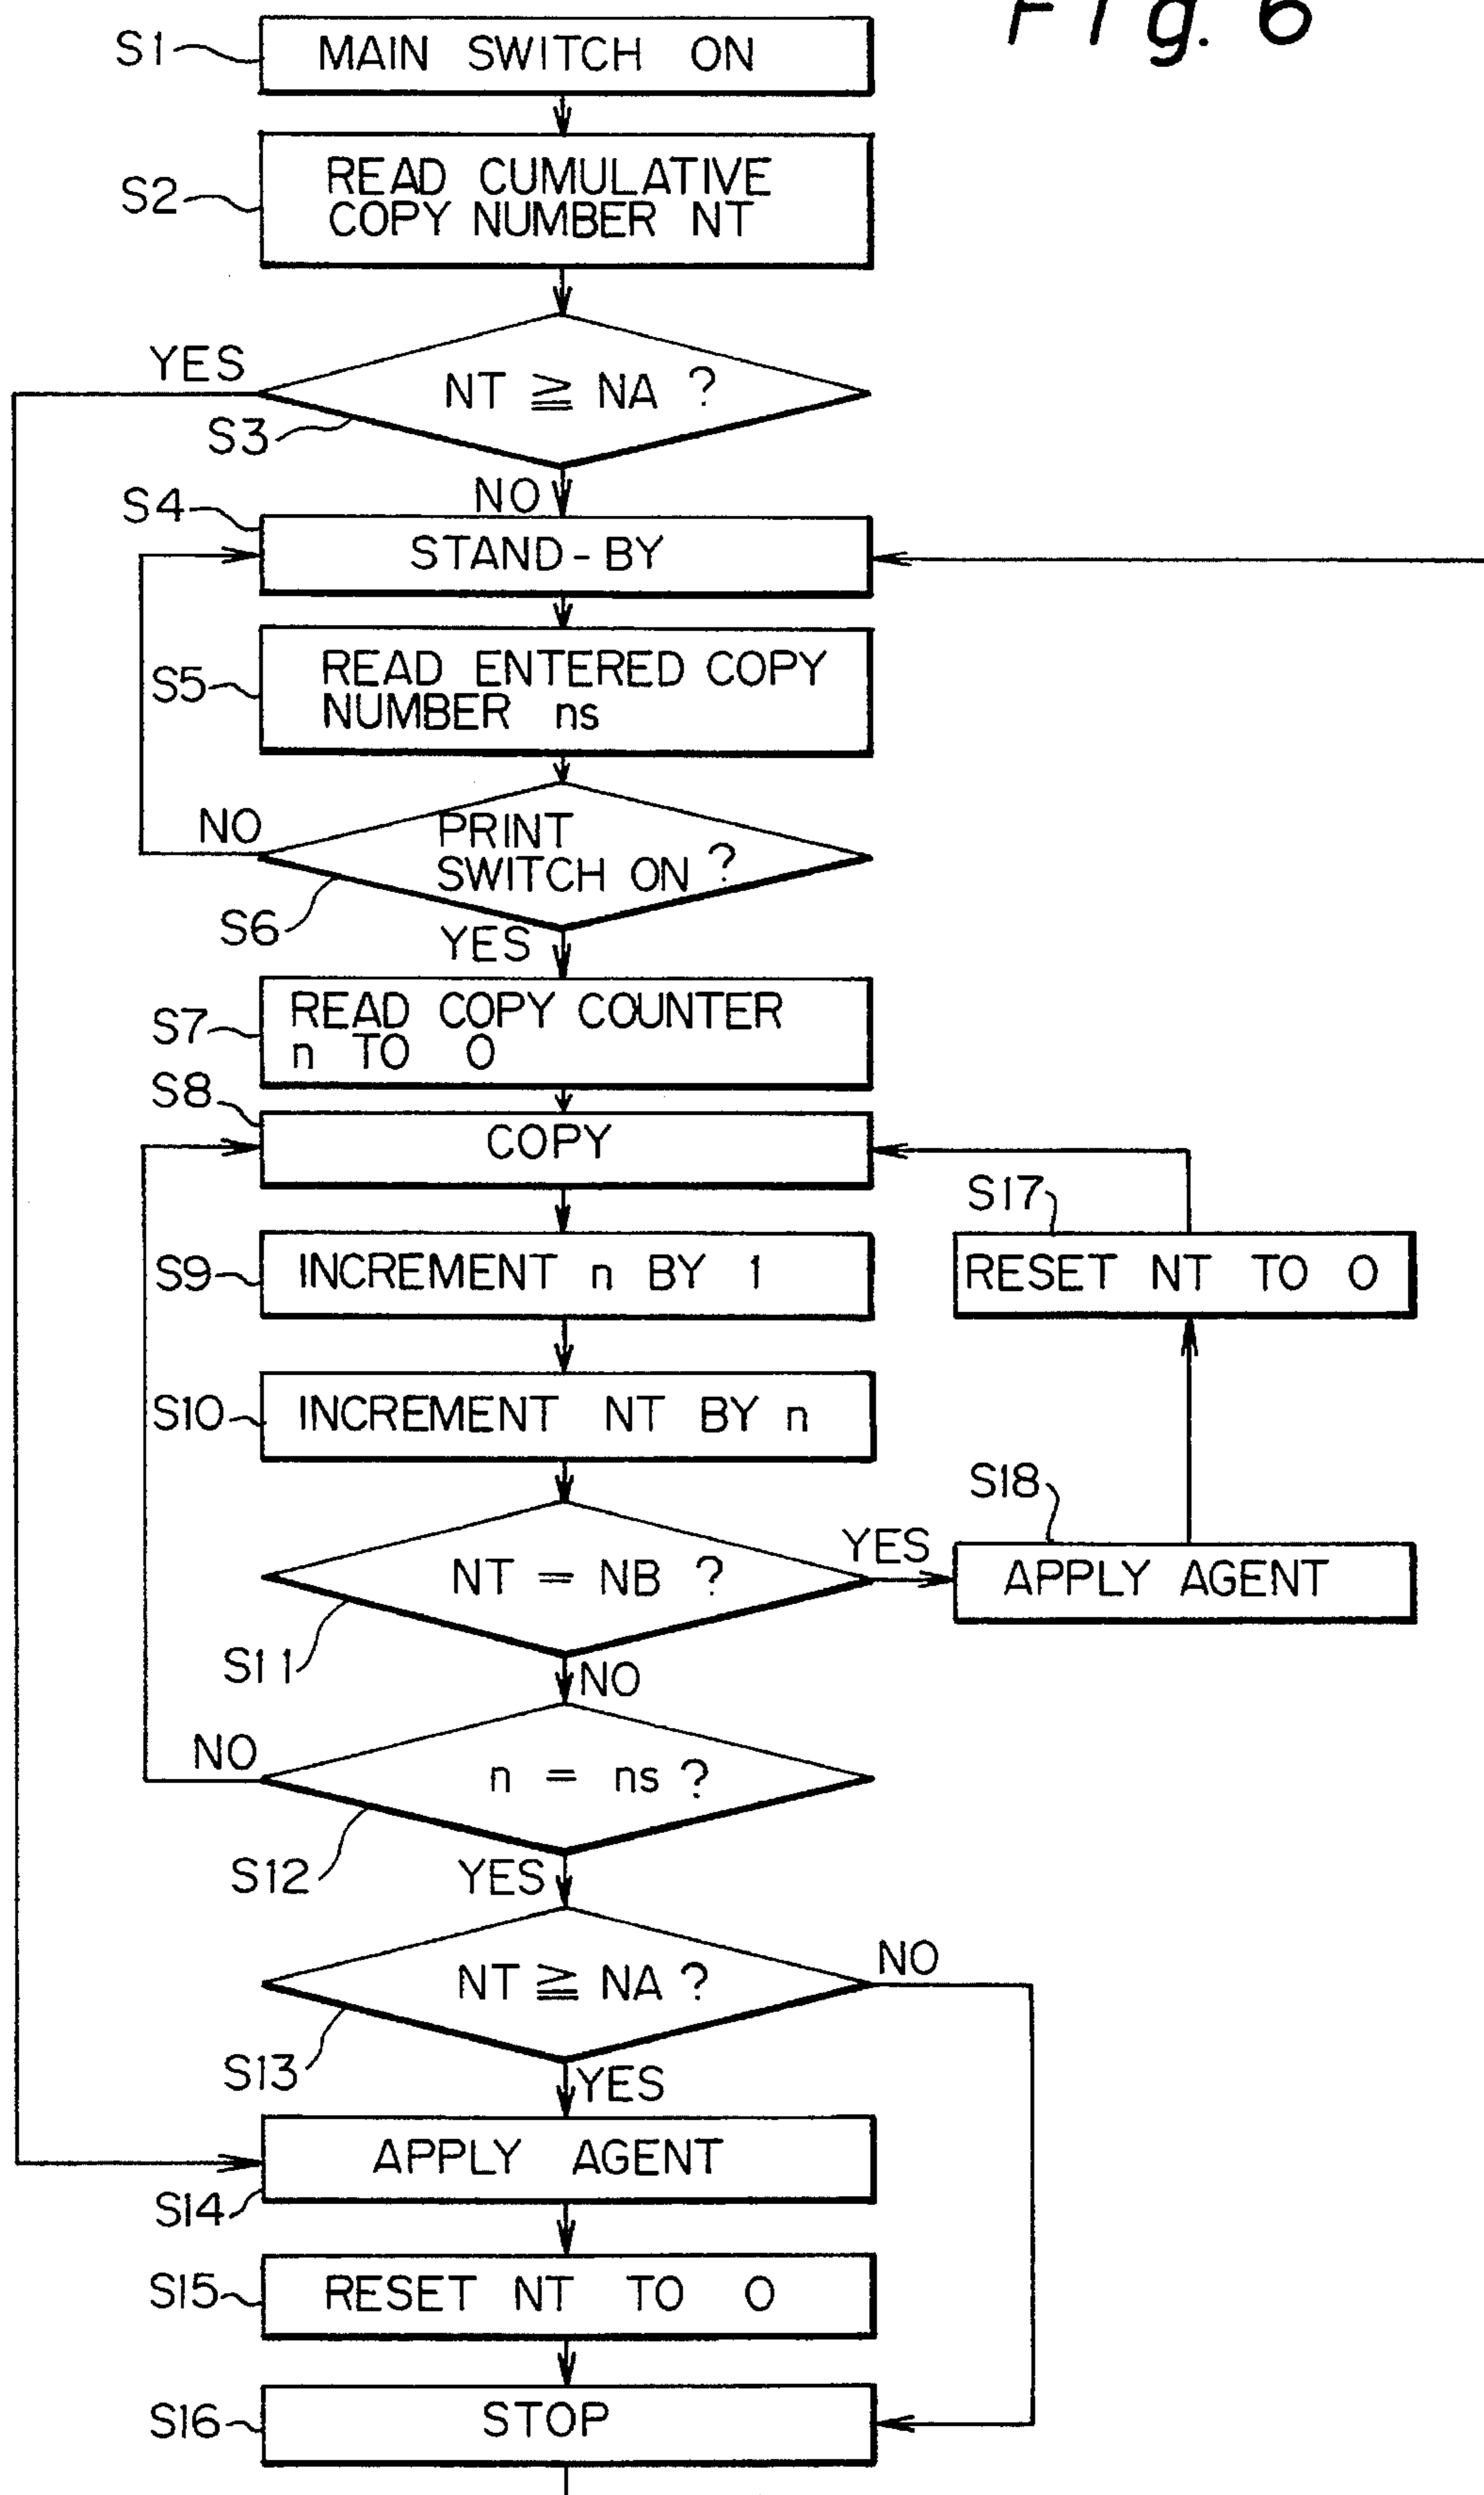 Fig. 6
S1
MAIN SWITCH ON
S2
READ CUMULATIVE
COPY NUMBER NT
YES
NT ≧ NA ?
S3
NO
S4
STAND-BY
S5
READ ENTERED COPY
NUMBER ns
NO
PRINT
SWITCH ON ?
S6
YES
S7
READ COPY COUNTER
n TO 0
S8
COPY
S17
S9
INCREMENT n BY 1
RESET NT TO 0
S10
INCREMENT NT BY n
S18
NT = NB ?
YES
APPLY AGENT
S11
NO
NO
n = ns ?
S12
YES
NT ≧ NA ?
NO
S13
YES
APPLY AGENT
S14
S15
RESET NT TO 0
S16
STOP